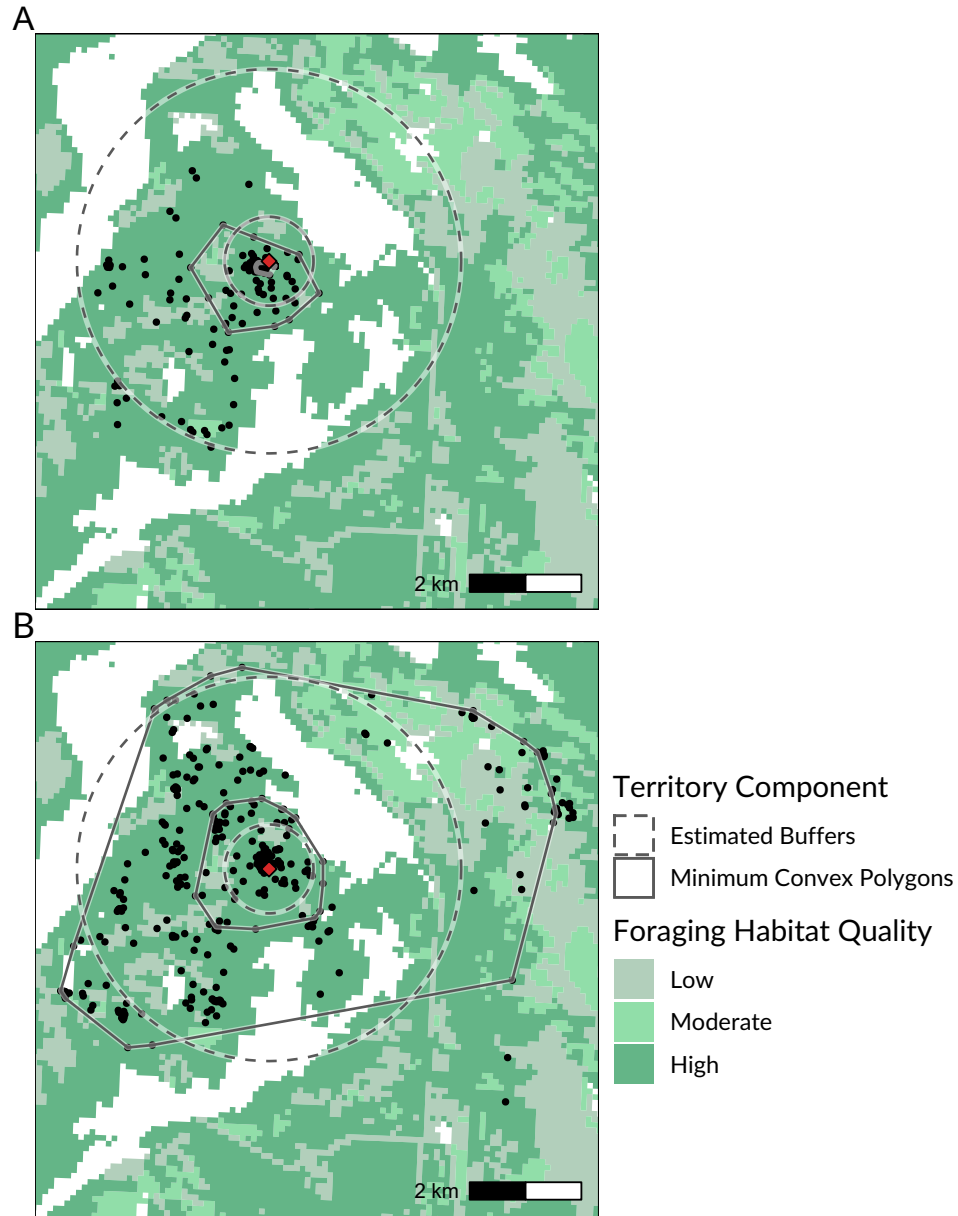 A
2 km
B
Territory Component
Estimated Buffers
Minimum Convex Polygons
Foraging Habitat Quality
Low
Moderate
High
2 km